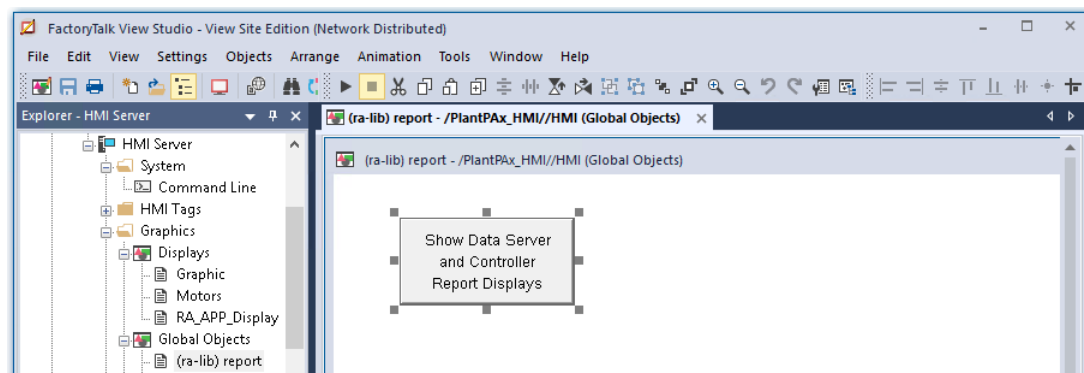 FactoryTalk View Studio - View Site Edition (Network Distributed)
File Edit View Settings Objects Arrange Animation Tools Window Help
Explorer - HMI Server
(ra-lib) report - /PlantPAx_HMI//HMI (Global Objects)
HMI Server
(ra-lib) report - /PlantPAx_HMI//HMI (Global Objects)
System
Command Line
HMI Tags
Graphics
Displays
Graphic
Motors
RA_APP_Display
Global Objects
(ra-lib) report
Show Data Server
and Controller
Report Displays